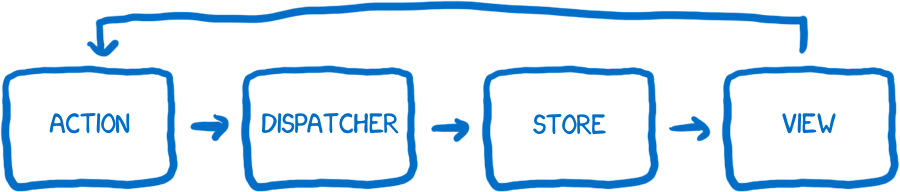 ACTION
DISPATCHER
STORE
VIEW